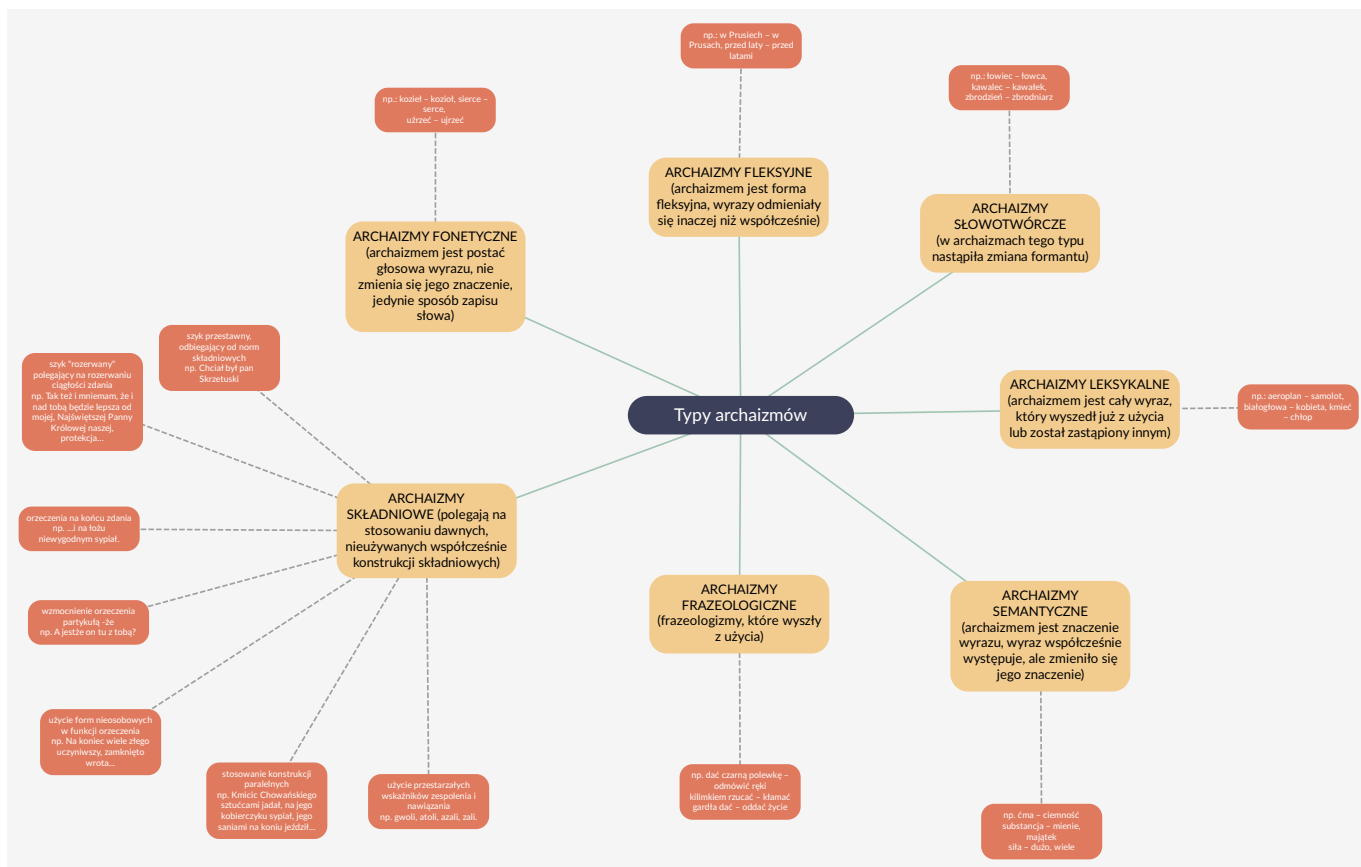 np.: w Prusiech – w
Prusach, przed laty – przed
latami
np.: łowiec – łowca,
kawalec – kawałek,
zbrodzień – zbrodniarz
np.: kozieł – kozioł, sierce –
serce,
uźrzeć – ujrzeć
ARCHAIZMY FLEKSYJNE
(archaizmem jest forma
fleksyjna, wyrazy odmieniały
się inaczej niż współcześnie)
ARCHAIZMY
SŁOWOTWÓRCZE
(w archaizmach tego typu
nastąpiła zmiana formantu)
ARCHAIZMY FONETYCZNE
(archaizmem jest postać
głosowa wyrazu, nie
zmienia się jego znaczenie,
jedynie sposób zapisu
słowa)
szyk przestawny,
odbiegający od norm
składniowych
np. Chciał był pan
Skrzetuski
szyk "rozerwany"
polegający na rozerwaniu
ciągłości zdania
np. Tak też i mniemam, że i
nad tobą będzie lepsza od
mojej, Najświętszej Panny
Królowej naszej,
protekcja...
Typy archaizmów
ARCHAIZMY LEKSYKALNE
(archaizmem jest cały wyraz,
który wyszedł już z użycia
lub został zastąpiony innym)
np.: aeroplan – samolot,
białogłowa – kobieta, kmieć
– chłop
ARCHAIZMY
SKŁADNIOWE (polegają na
stosowaniu dawnych,
nieużywanych współcześnie
konstrukcji składniowych)
orzeczenia na końcu zdania
np. ...i na łożu
niewygodnym sypiał.
wzmocnienie orzeczenia
partykułą -że
np. A jestże on tu z tobą?
użycie form nieosobowych
w funkcji orzeczenia
np. Na koniec wiele złego
uczyniwszy, zamknięto
wrota...
stosowanie konstrukcji
paralelnych
np. Kmicic Chowańskiego
sztućcami jadał, na jego
kobierczyku sypiał, jego
saniami na koniu jeździł...
użycie przestarzałych
wskaźników zespolenia i
nawiązania
np. gwoli, atoli, azali, zali.
ARCHAIZMY
FRAZEOLOGICZNE
(frazeologizmy, które wyszły
z użycia)
np. dać czarną polewkę –
odmówić ręki
kilimkiem rzucać – kłamać
gardła dać – oddać życie
ARCHAIZMY
SEMANTYCZNE
(archaizmem jest znaczenie
wyrazu, wyraz współcześnie
występuje, ale zmieniło się
jego znaczenie)
np. ćma – ciemność
substancja – mienie,
majątek
siła – dużo, wiele